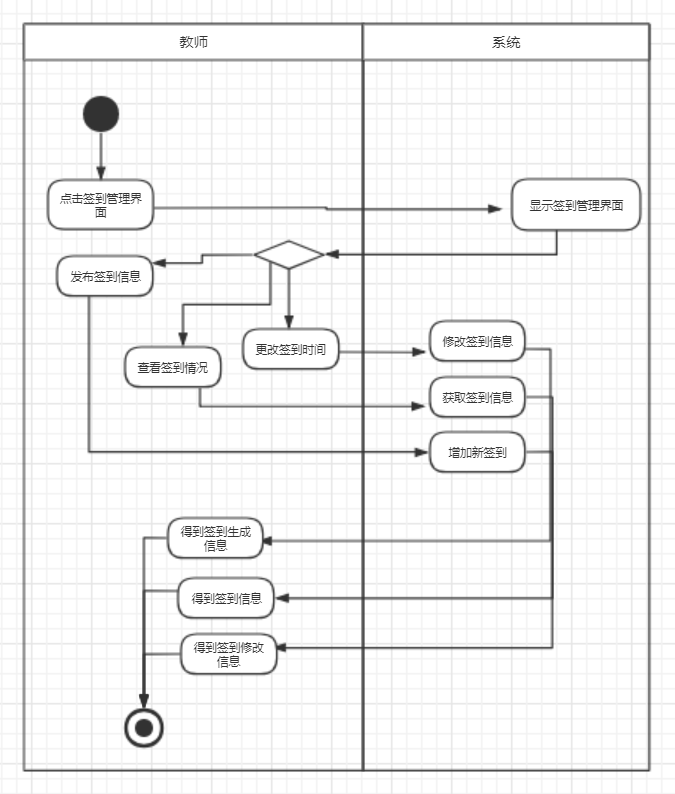 教师
系统
点击签到管理界
面
显示签到管理界面
发布签到信息
更改签到时间
修改签到信息
查看签到情况
获取签到信息
增加新签到
得到签到生成
信息
得到签到信息
得到签到修改
信息